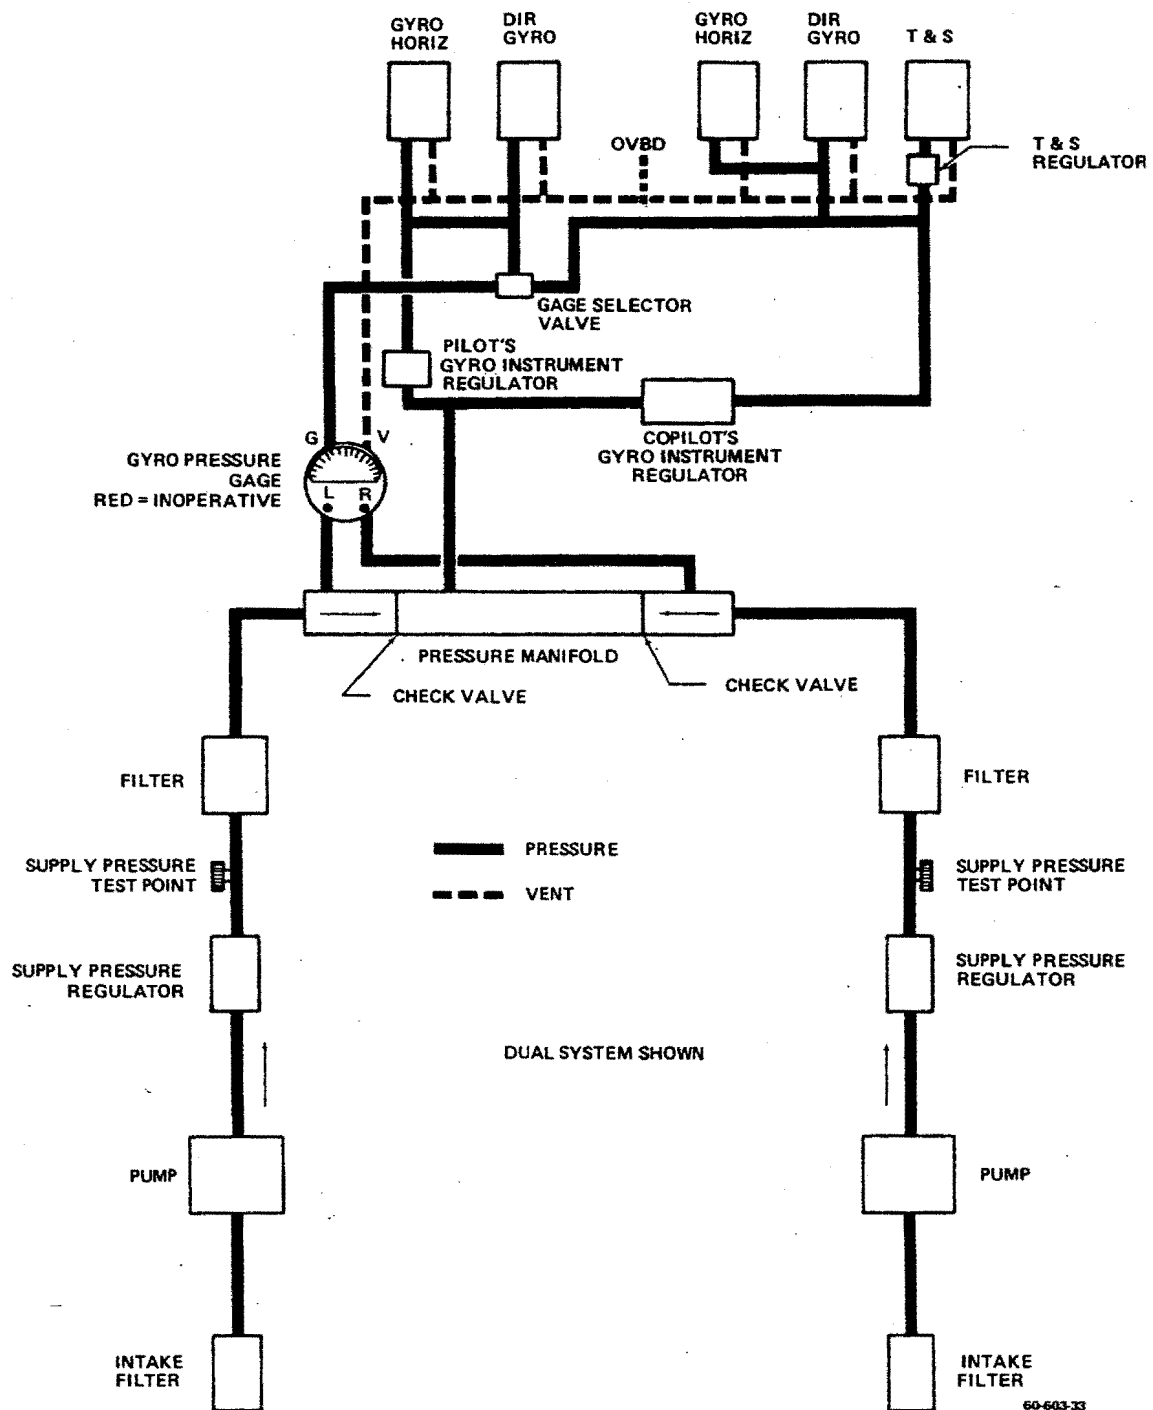 GYRO
HORIZ
DIR
GYRO
GYRO
HORIZ
DIR
GYRO
T & S
OVBD
T & S
REGULATOR
GAGE SELECTOR
VALVE
PILOT'S
GYRO INSTRUMENT
REGULATOR
G
V
COPILOT'S
GYRO INSTRUMENT
REGULATOR
GYRO PRESSURE
GAGE
RED = INOPERATIVE
L
R
PRESSURE MANIFOLD
CHECK VALVE
CHECK VALVE
FILTER
FILTER
PRESSURE
VENT
SUPPLY PRESSURE
TEST POINT
SUPPLY PRESSURE
TEST POINT
SUPPLY PRESSURE
REGULATOR
SUPPLY PRESSURE
REGULATOR
DUAL SYSTEM SHOWN
PUMP
PUMP
INTAKE
FILTER
INTAKE
FILTER
60-603-33